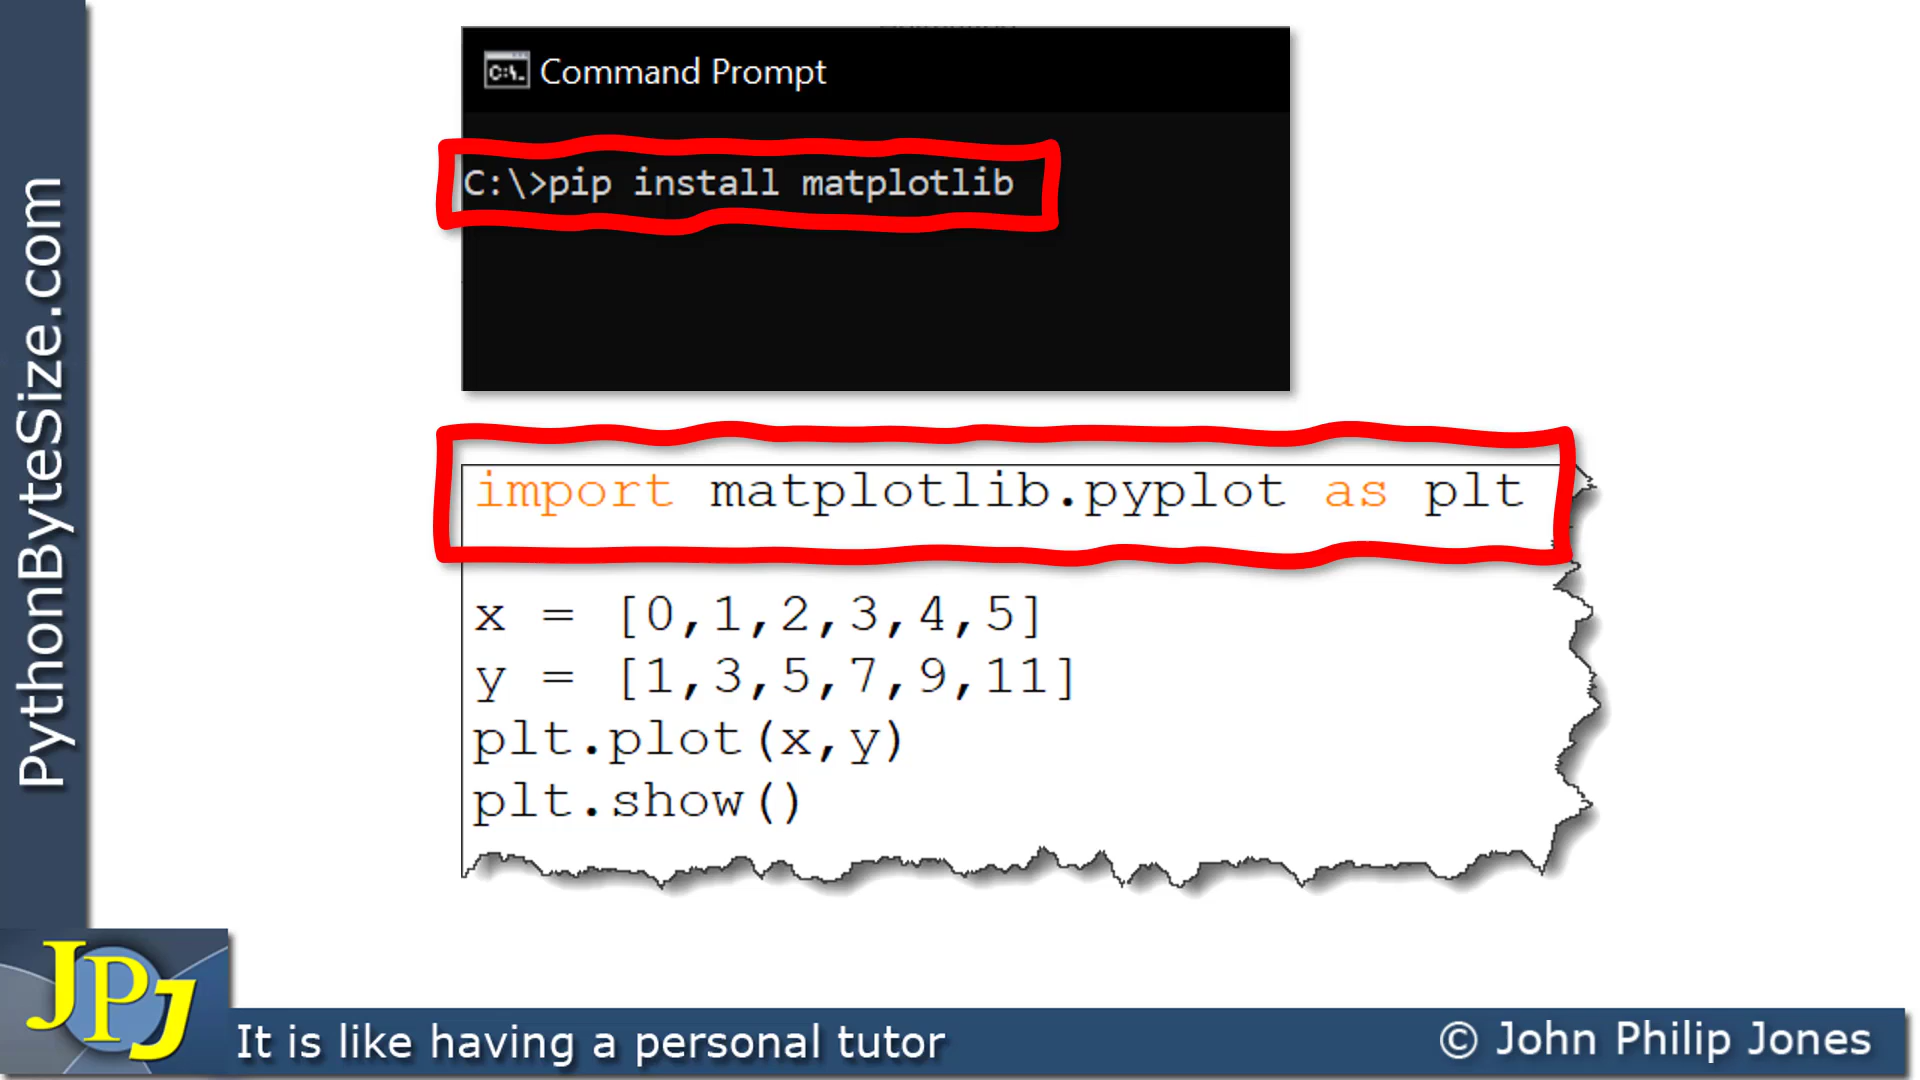 PythonByteSize.com
C:\. Command Prompt
C:\>pip install matplotlib
import matplotlib.pyplot as plt
x = [0,1,2,3,4,5]
y = [1,3,5,7,9,11]
plt.plot(x,y)
plt.show()
JPJ
It is like having a personal tutor
© John Philip Jones